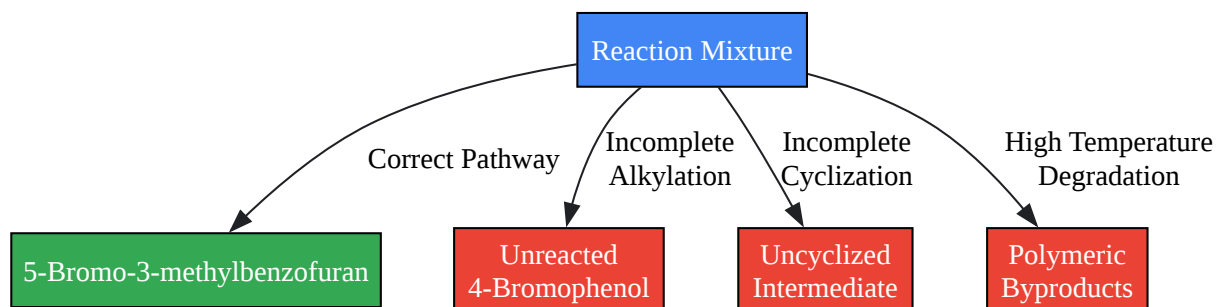 Reaction Mixture
Correct Pathway
Incomplete
Alkylation
Incomplete
Cyclization
High Temperature
Degradation
5-Bromo-3-methylbenzofuran
Unreacted
4-Bromophenol
Uncyclized
Intermediate
Polymeric
Byproducts